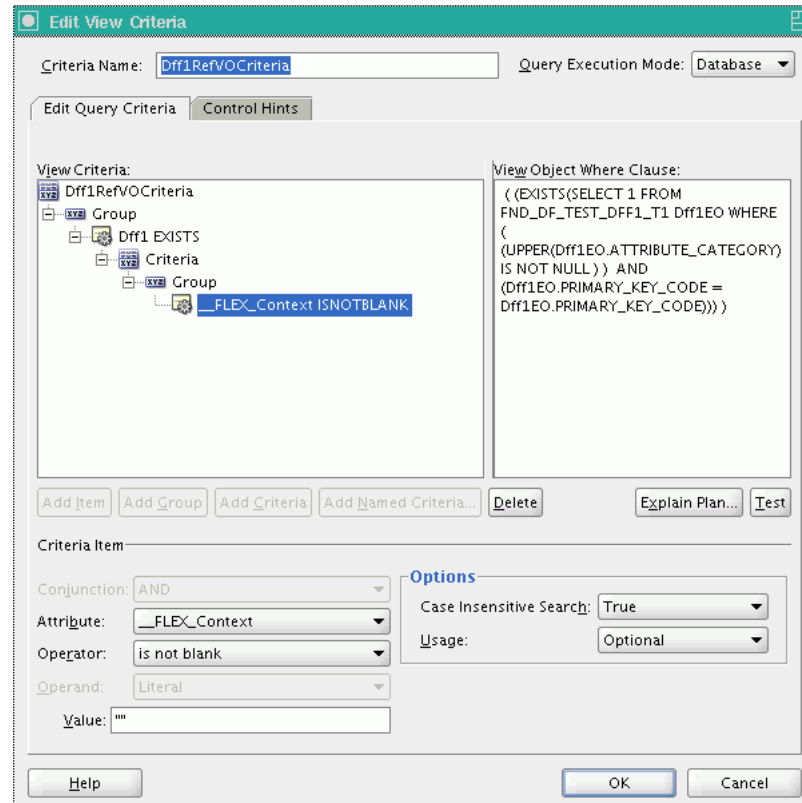 Edit View Criteria
Criteria Name: Dff1RefVOCriteria Query Execution Mode: Database
Edit Query Criteria Control Hints
View Criteria:
Dff1RefVOCriteria
Group
Dff1 EXISTS
Criteria
Group
__FLEX_Context ISNOTBLANK
View Object Where Clause:
( (EXISTS(SELECT 1 FROM
FND_DF_TEST_DFF1_T1 Dff1EO WHERE
(
(UPPER(Dff1EO.ATTRIBUTE_CATEGORY)
IS NOT NULL ) ) AND
(Dff1EO.PRIMARY_KEY_CODE =
Dff1EO.PRIMARY_KEY_CODE))) )
Add Item Add Group Add Criteria Add Named Criteria... Delete Explain Plan... Test
Criteria Item
Conjunction: AND
Attribute: __FLEX_Context
Operator: is not blank
Operand: Literal
Value: ""
Options
Case Insensitive Search: True
Usage: Optional
Help OK Cancel